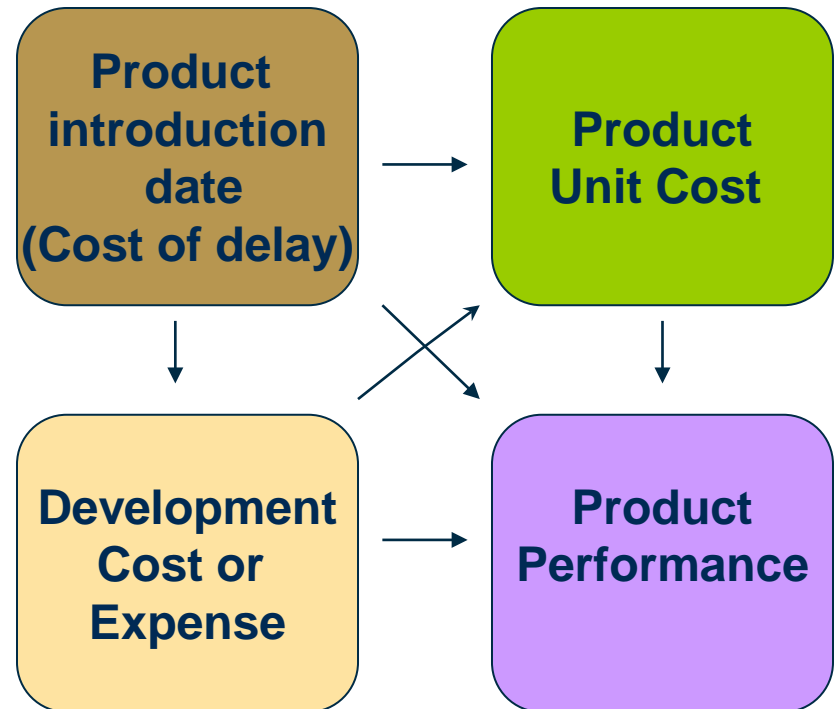 Product
introduction
date
(Cost of delay)
Product
Unit Cost
Development
Cost or
Expense
Product
Performance